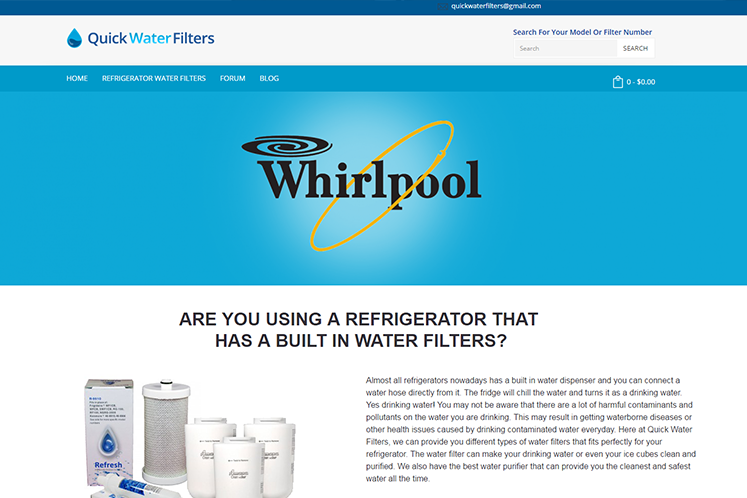 quickwaterfilters@gmail.com
Quick Water Filters
Search For Your Model Or Filter Number
Search
SEARCH
HOME
REFRIGERATOR WATER FILTERS
FORUM
BLOG
0 - $0.00
Whirlpool
ARE YOU USING A REFRIGERATOR THAT
HAS A BUILT IN WATER FILTERS?
Almost all refrigerators nowadays has a built in water dispenser and you can connect a
water hose directly from it. The fridge will chill the water and turns it as a drinking water.
Yes drinking water! You may not be aware that there are a lot of harmful contaminants and
pollutants on the water you are drinking. This may result in getting waterborne diseases or
other health issues caused by drinking contaminated water everyday. Here at Quick Water
Filters, we can provide you different types of water filters that fits perfectly for your
refrigerator. The water filter can make your drinking water or even your ice cubes clean and
purified. We also have the best water purifier that can provide you the cleanest and safest
water all the time.
Refresh